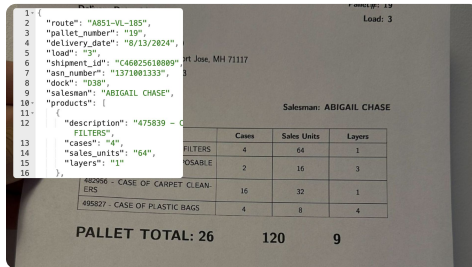 Pallet#: 19
Load: 3
1 "route": "A851-VL-185",
2 "pallet_number": "19",
3 "delivery_date": "8/13/2024",
4 "load": "3",
5 "shipment_id": "C46025610809",
6 "asn_number": "1371001333",
7 "dock": "D38",
8 "salesman": "ABIGAIL CHASE",
9 "products": [
10 {
11 "description": "475839 - C
12 FILTERS",
13 "cases": "4",
14 "sales_units": "64",
15 "layers": "1"
16 },
ort Jose, MH 71117
3
Salesman: ABIGAIL CHASE
Cases Sales Units Layers
FILTERS 4 64 1
POSABLE 2 16 3
482956 - CASE OF CARPET CLEAN-
ERS 16 32 1
495827 - CASE OF PLASTIC BAGS 4 8 4
PALLET TOTAL: 26 120 9